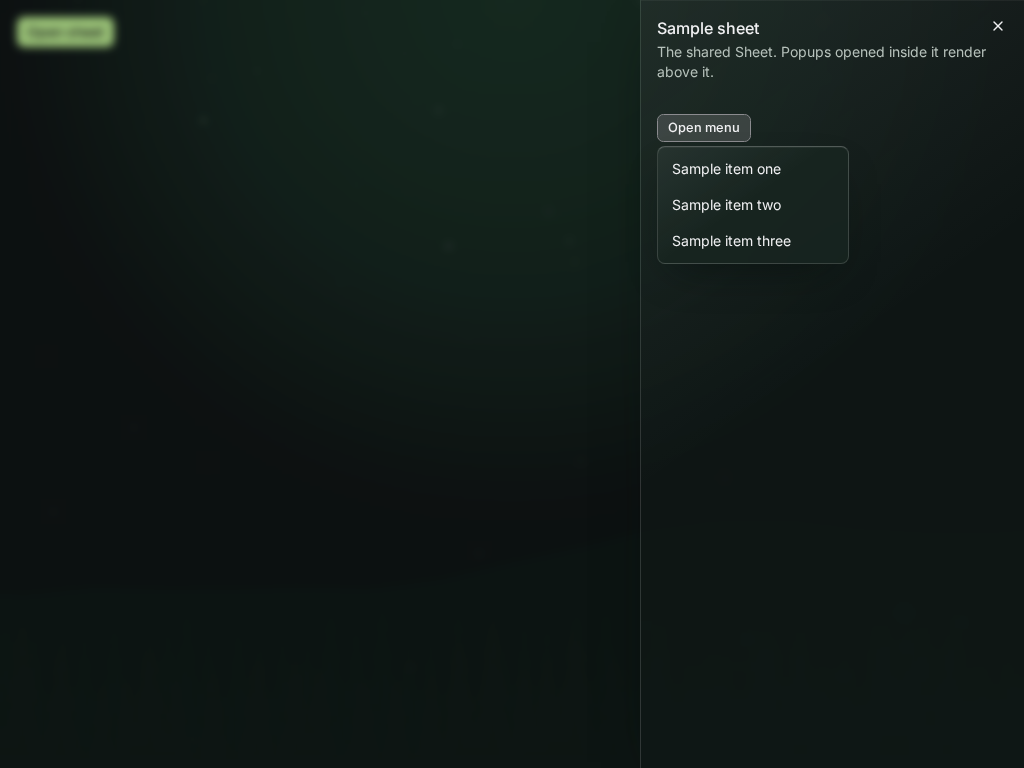 Sample sheet
The shared Sheet. Popups opened inside it render
above it.
Open menu
Sample item one
Sample item two
Sample item three